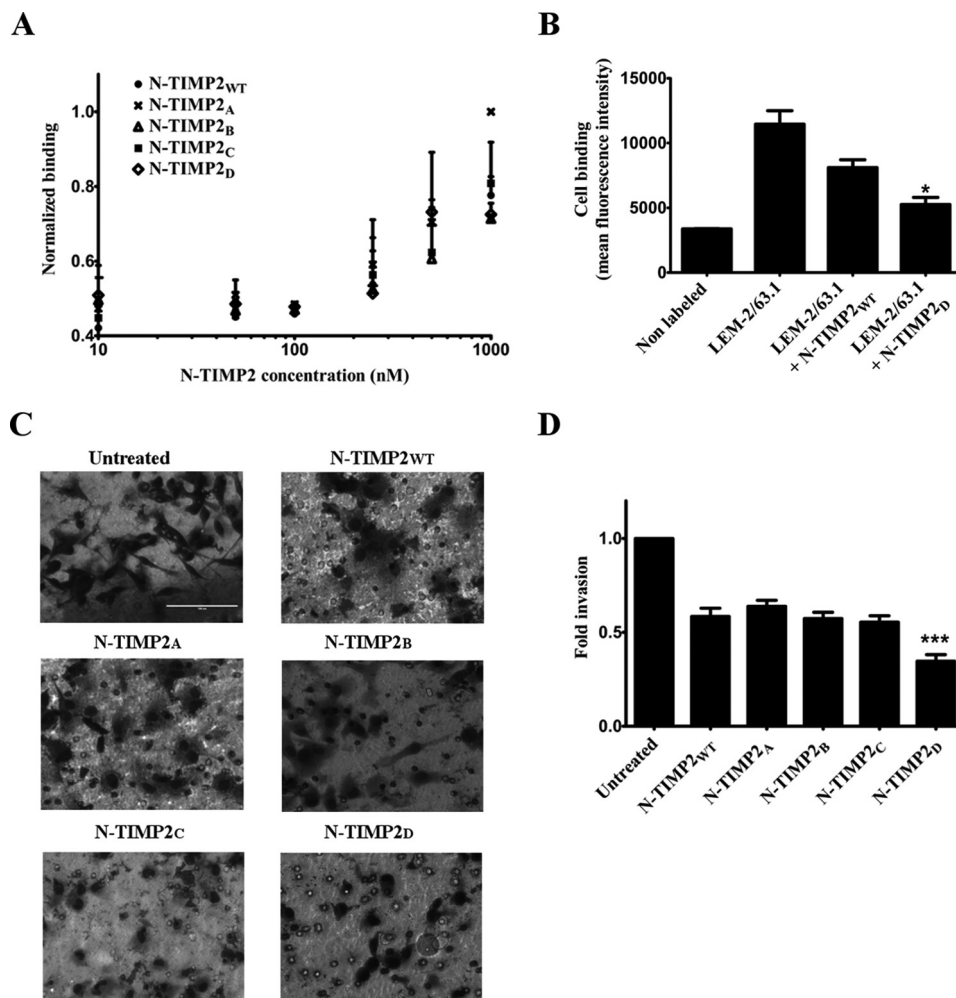 A
N-TIMP2WT
N-TIMP2A
N-TIMP2B
N-TIMP2C
N-TIMP2D
1.0
0.8
0.6
0.4
10
100
1000
Normalized binding
N-TIMP2 concentration (nM)
B
15000
10000
5000
0
Cell binding
(mean fluorescence intensity)
*
Non labeled
LEM-2/63.1
LEM-2/63.1
+ N-TIMP2WT
LEM-2/63.1
+ N-TIMP2D
C
Untreated
N-TIMP2WT
N-TIMP2A
N-TIMP2B
N-TIMP2C
N-TIMP2D
D
1.0
0.5
0.0
Fold invasion
***
Untreated
N-TIMP2WT
N-TIMP2A
N-TIMP2B
N-TIMP2C
N-TIMP2D